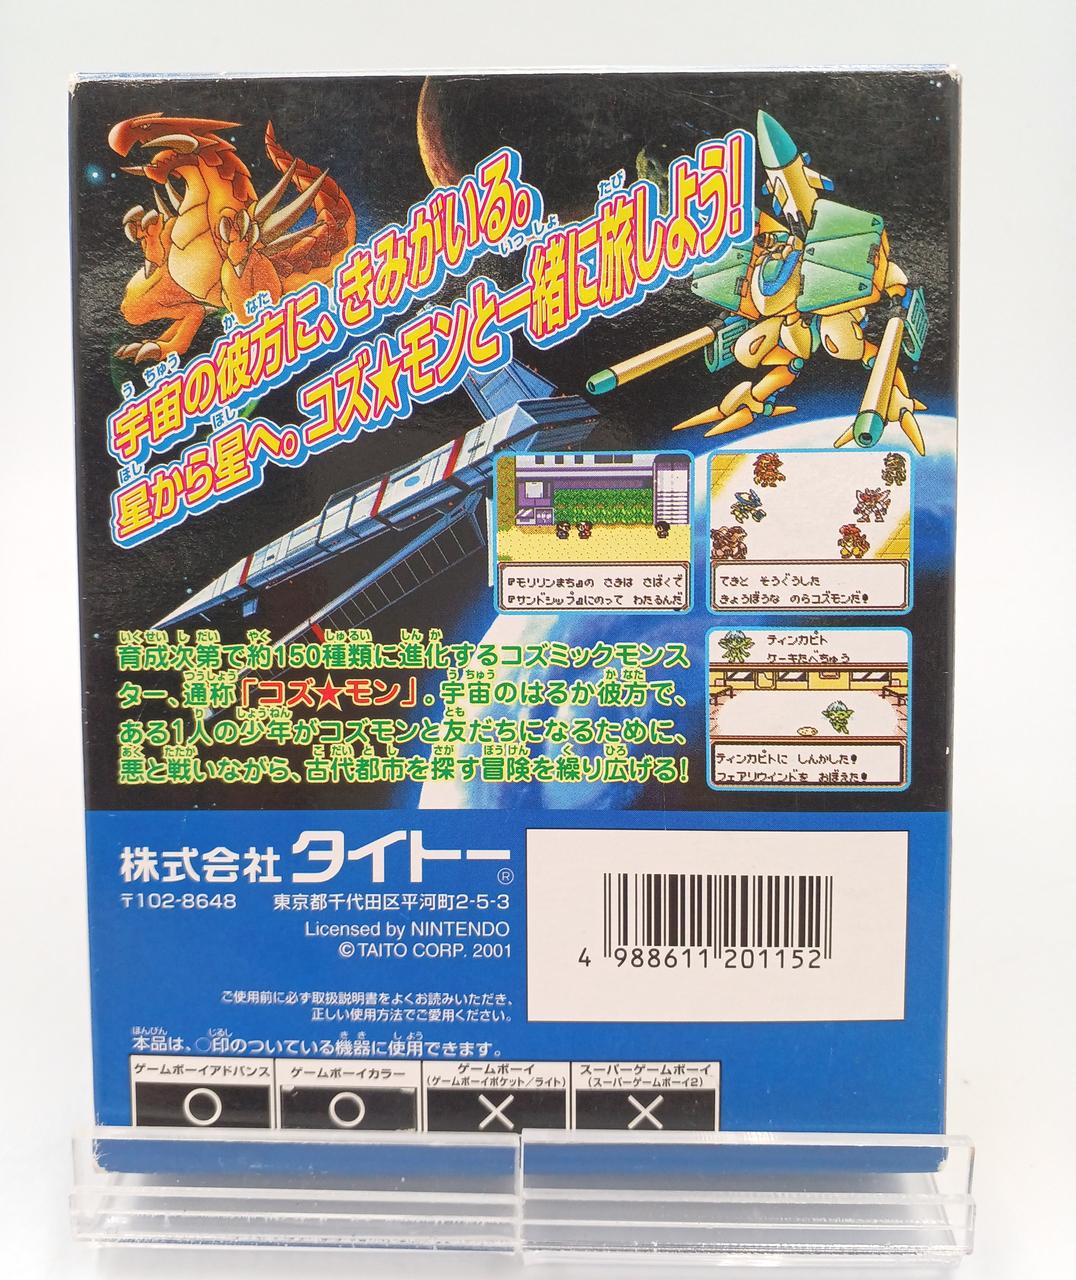 宇宙の彼方に、きみがいる。
星から星へ。コズ★モンと一緒に旅しよう！
『モリリンまち』の さきは さばくで
『サンドシップ』にのって わたるんだ
てきと そうぐうした
きょうぼうな のらコズモンだ！
ティンカピト
ケーキたべちゅう
ティンカピトに しんかした！
フェアリウインドを おぼえた！
育成次第で約150種類に進化するコズミックモンス
ター、通称「コズ★モン」。宇宙のはるか彼方で、
ある1人の少年がコズモンと友だちになるために、
悪と戦いながら、古代都市を探す冒険を繰り広げる！
株式会社 タイトー®
〒102-8648 東京都千代田区平河町2-5-3
Licensed by NINTENDO
©TAITO CORP. 2001
4 988611 201152
ご使用前に必ず取扱説明書をよくお読みいただき、
正しい使用方法でご愛用ください。
本品は、○印のついている機器に使用できます。
ゲームボーイアドバンス ゲームボーイカラー ゲームボーイ スーパーゲームボーイ
(ゲームボーイポケット/ライト) (スーパーゲームボーイ2)
○ ○ × ×